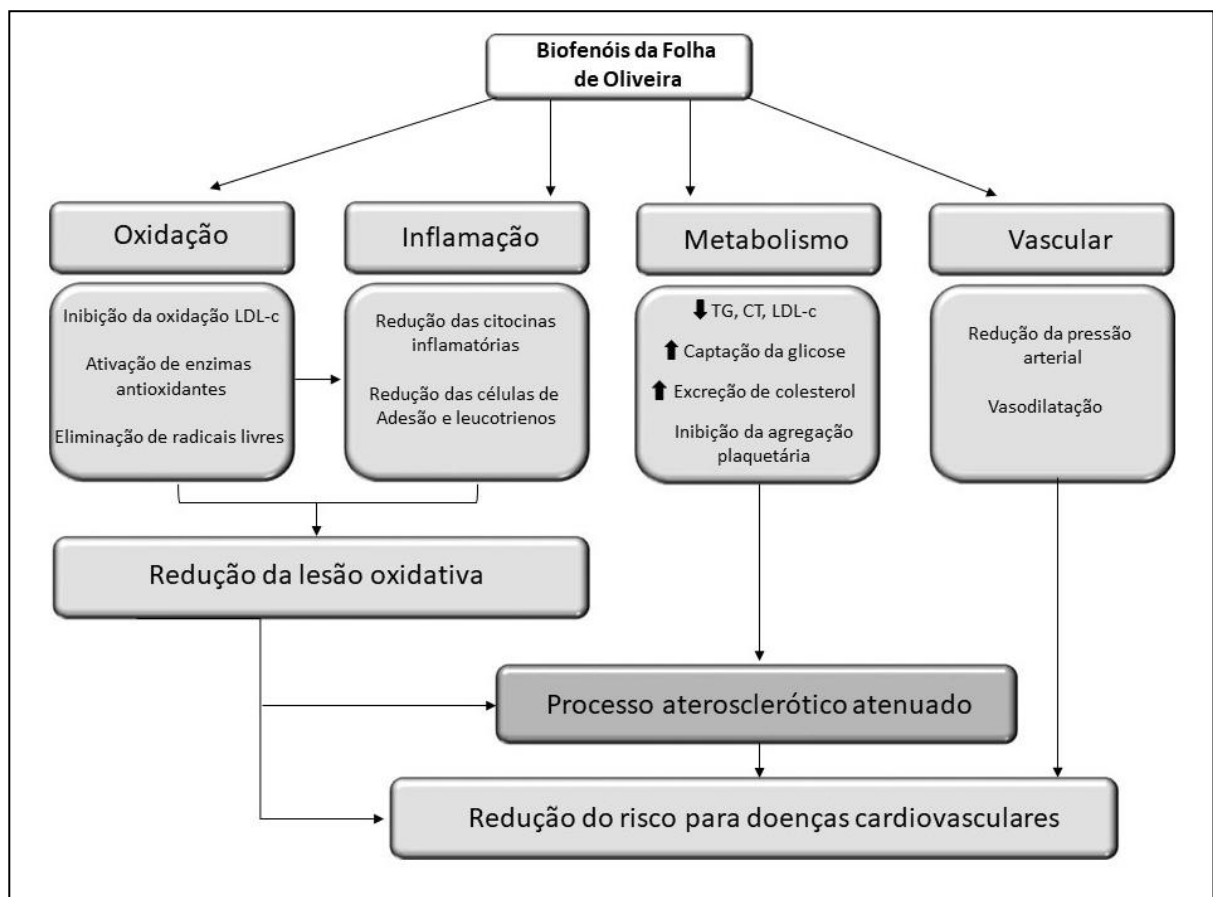 Biofenóis da Folha
de Oliveira
Oxidação
Inflamação
Metabolismo
Vascular
Inibição da oxidação LDL-c
Ativação de enzimas
antioxidantes
Eliminação de radicais livres
Redução das citocinas
inflamatórias
Redução das células de
Adesão e leucotrienos
⬇ TG, CT, LDL-c
⬆ Captação da glicose
⬆ Excreção de colesterol
Inibição da agregação
plaquetária
Redução da pressão
arterial
Vasodilatação
Redução da lesão oxidativa
Processo aterosclerótico atenuado
Redução do risco para doenças cardiovasculares